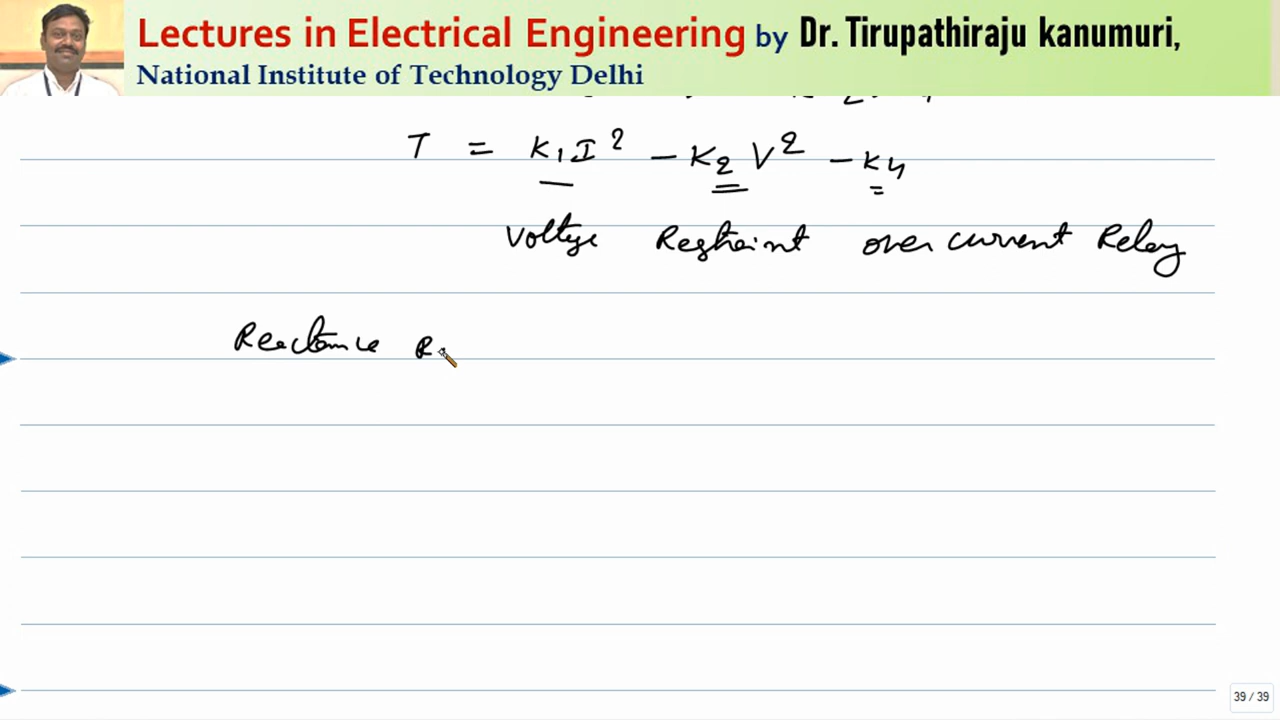 Lectures in Electrical Engineering by Dr. Tirupathiraju kanumuri,
National Institute of Technology Delhi
T = K₁I² - K₂V² - K₄
Voltage Restraint over current Relay
Reactance R
39 / 39